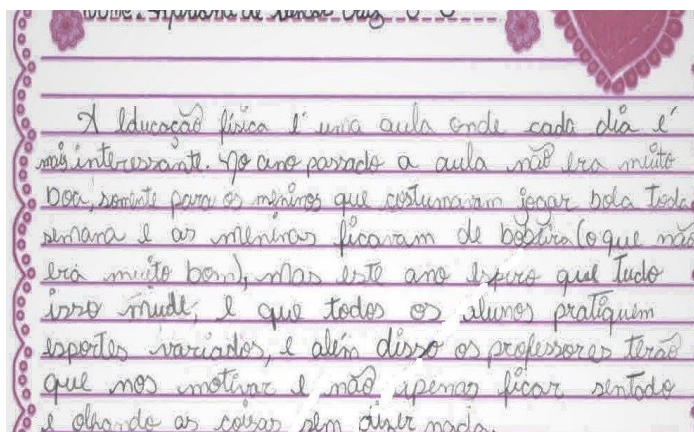 Nome: de
A Educação física é uma aula onde cada dia é
mais interessante. No ano passado a aula não era muito
boa, somente para os meninos que costumavam jogar bola toda
semana e as meninas ficavam de bobeira (o que não
era muito bom), mas este ano espero que tudo
isso mude, e que todos os alunos pratiquem
esportes variados, e além disso os professores terão
que nos motivar e não apenas ficar sentado
e olhando as coisas sem dizer nada.